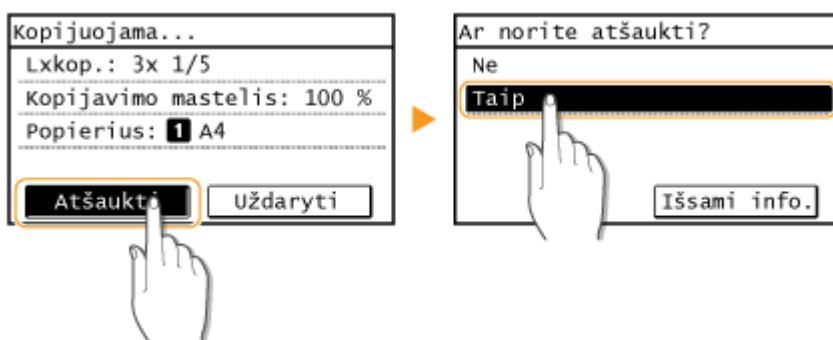 Kopijuojama...
Lxkop.: 3x 1/5
Kopijavimo mastelis: 100 %
Popierius: 1 A4
Atšaukti
Uždaryti
Ar norite atšaukti?
Ne
Taip
Išsami info.